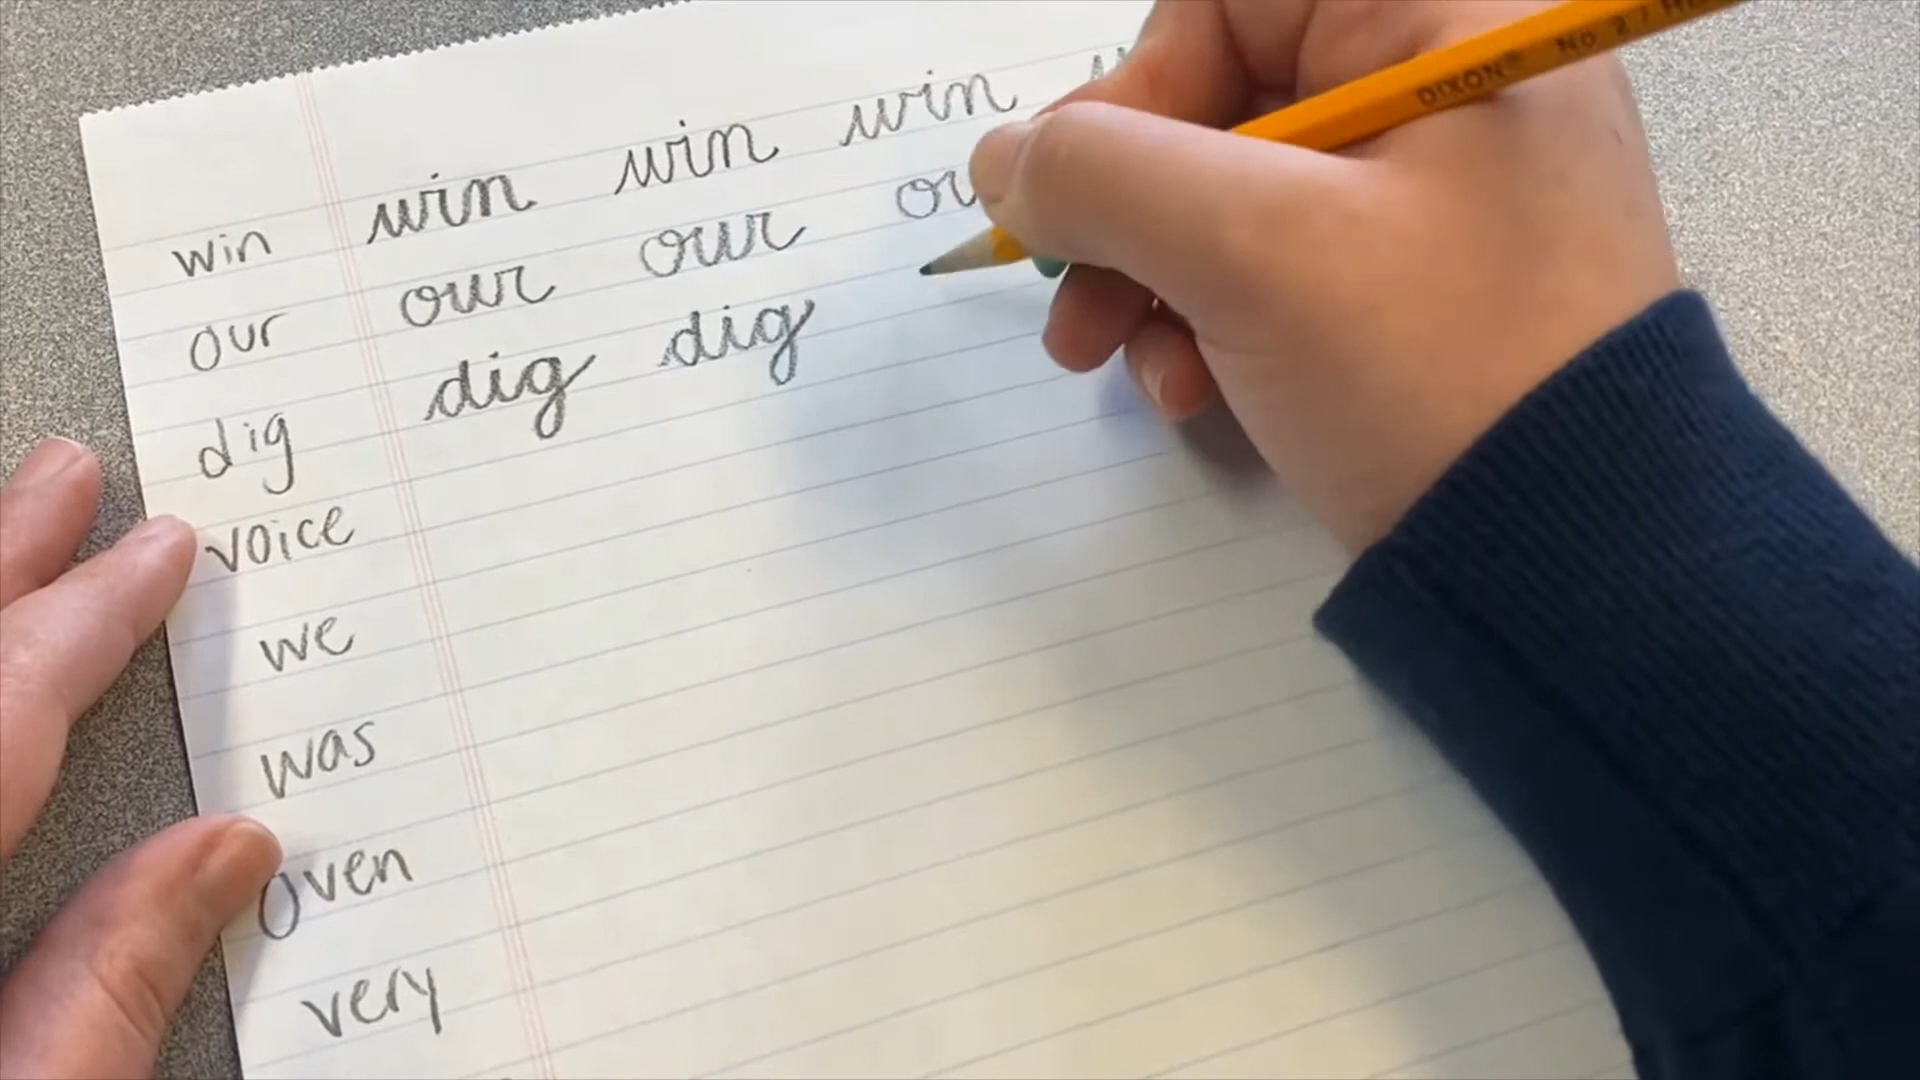 win win win win
our our our
dig dig dig
voice
we
was
oven
very
DIXON No 2